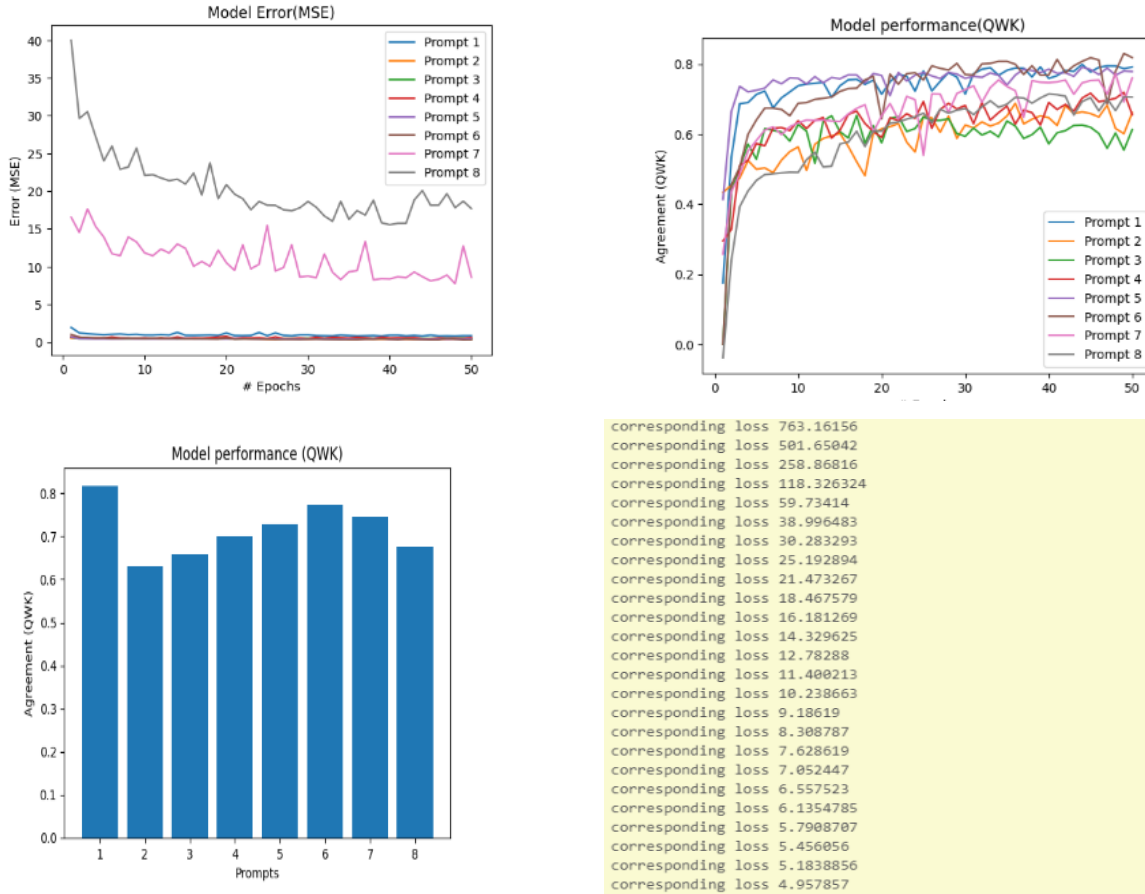 Model Error(MSE)
40
35
30
25
20
15
10
5
0
Error (MSE)
0 10 20 30 40 50
# Epochs
Prompt 1
Prompt 2
Prompt 3
Prompt 4
Prompt 5
Prompt 6
Prompt 7
Prompt 8
Model performance(QWK)
0.8
0.6
0.4
0.2
0.0
Agreement (QWK)
0 10 20 30 40 50
Prompt 1
Prompt 2
Prompt 3
Prompt 4
Prompt 5
Prompt 6
Prompt 7
Prompt 8
Model performance (QWK)
0.8
0.7
0.6
0.5
0.4
0.3
0.2
0.1
0.0
Agreement (QWK)
1 2 3 4 5 6 7 8
Prompts
corresponding loss 763.16156
corresponding loss 501.65042
corresponding loss 258.86816
corresponding loss 118.326324
corresponding loss 59.73414
corresponding loss 38.996483
corresponding loss 30.283293
corresponding loss 25.192894
corresponding loss 21.473267
corresponding loss 18.467579
corresponding loss 16.181269
corresponding loss 14.329625
corresponding loss 12.78288
corresponding loss 11.400213
corresponding loss 10.238663
corresponding loss 9.18619
corresponding loss 8.308787
corresponding loss 7.628619
corresponding loss 7.052447
corresponding loss 6.557523
corresponding loss 6.1354785
corresponding loss 5.7908707
corresponding loss 5.456056
corresponding loss 5.1838856
corresponding loss 4.957857